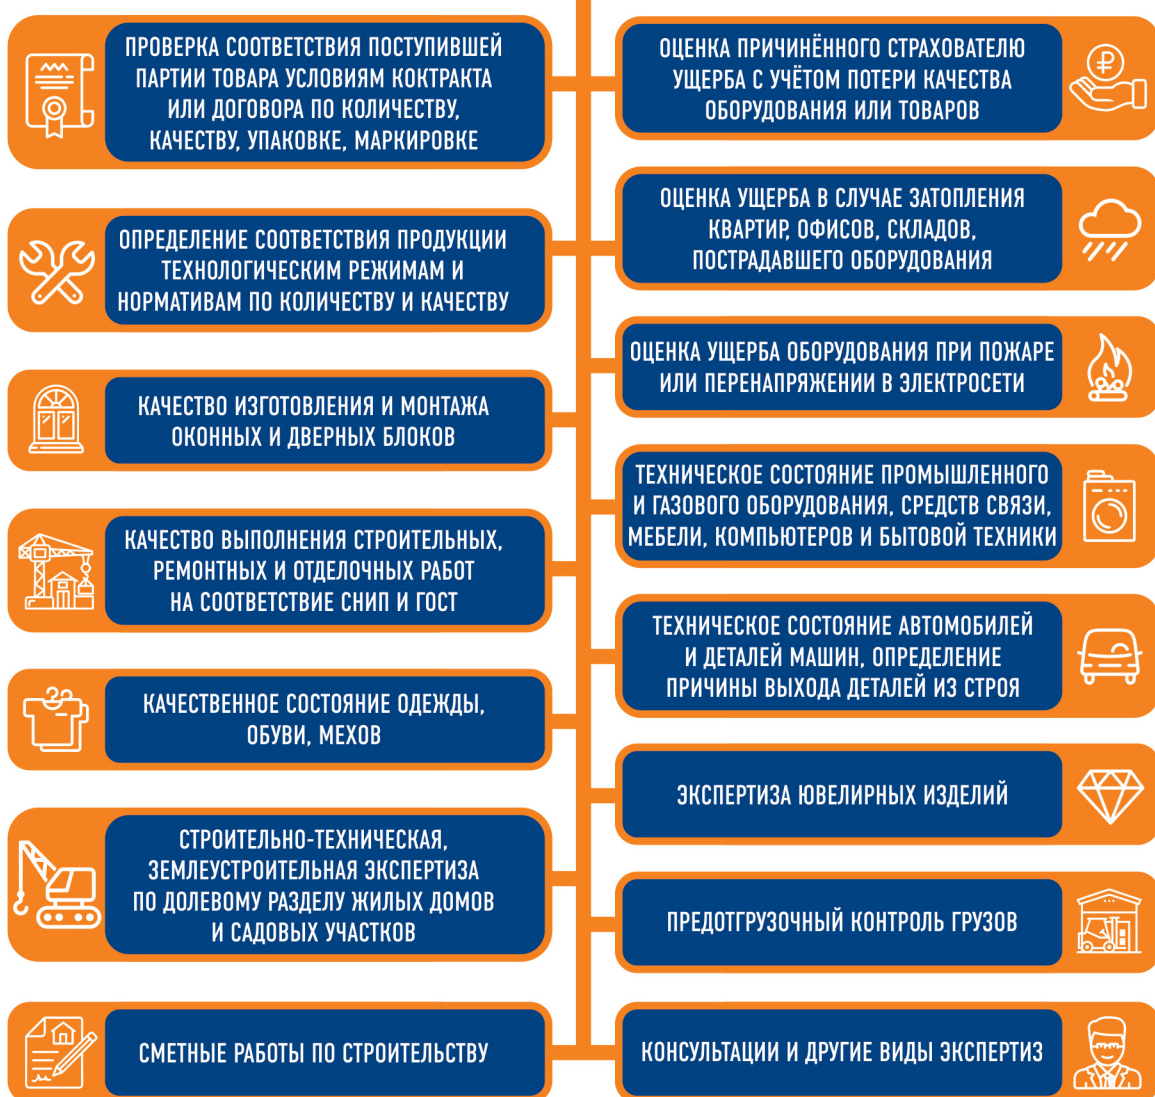 ПРОВЕРКА СООТВЕТСТВИЯ ПОСТУПИВШЕЙ
ПАРТИИ ТОВАРА УСЛОВИЯМ КОКТРАКТА
ИЛИ ДОГОВОРА ПО КОЛИЧЕСТВУ,
КАЧЕСТВУ, УПАКОВКЕ, МАРКИРОВКЕ
ОПРЕДЕЛЕНИЕ СООТВЕТСТВИЯ ПРОДУКЦИИ
ТЕХНОЛОГИЧЕСКИМ РЕЖИМАМ И
НОРМАТИВАМ ПО КОЛИЧЕСТВУ И КАЧЕСТВУ
КАЧЕСТВО ИЗГОТОВЛЕНИЯ И МОНТАЖА
ОКОННЫХ И ДВЕРНЫХ БЛОКОВ
КАЧЕСТВО ВЫПОЛНЕНИЯ СТРОИТЕЛЬНЫХ,
РЕМОНТНЫХ И ОТДЕЛОЧНЫХ РАБОТ
НА СООТВЕТСТВИЕ СНИП И ГОСТ
КАЧЕСТВЕННОЕ СОСТОЯНИЕ ОДЕЖДЫ,
ОБУВИ, МЕХОВ
СТРОИТЕЛЬНО-ТЕХНИЧЕСКАЯ,
ЗЕМЛЕУСТРОИТЕЛЬНАЯ ЭКСПЕРТИЗА
ПО ДОЛЕВОМУ РАЗДЕЛУ ЖИЛЫХ ДОМОВ
И САДОВЫХ УЧАСТКОВ
СМЕТНЫЕ РАБОТЫ ПО СТРОИТЕЛЬСТВУ
ОЦЕНКА ПРИЧИНЁННОГО СТРАХОВАТЕЛЮ
УЩЕРБА С УЧЁТОМ ПОТЕРИ КАЧЕСТВА
ОБОРУДОВАНИЯ ИЛИ ТОВАРОВ
ОЦЕНКА УЩЕРБА В СЛУЧАЕ ЗАТОПЛЕНИЯ
КВАРТИР, ОФИСОВ, СКЛАДОВ,
ПОСТРАДАВШЕГО ОБОРУДОВАНИЯ
ОЦЕНКА УЩЕРБА ОБОРУДОВАНИЯ ПРИ ПОЖАРЕ
ИЛИ ПЕРЕНАПРЯЖЕНИИ В ЭЛЕКТРОСЕТИ
ТЕХНИЧЕСКОЕ СОСТОЯНИЕ ПРОМЫШЛЕННОГО
И ГАЗОВОГО ОБОРУДОВАНИЯ, СРЕДСТВ СВЯЗИ,
МЕБЕЛИ, КОМПЬЮТЕРОВ И БЫТОВОЙ ТЕХНИКИ
ТЕХНИЧЕСКОЕ СОСТОЯНИЕ АВТОМОБИЛЕЙ
И ДЕТАЛЕЙ МАШИН, ОПРЕДЕЛЕНИЕ
ПРИЧИНЫ ВЫХОДА ДЕТАЛЕЙ ИЗ СТРОЯ
ЭКСПЕРТИЗА ЮВЕЛИРНЫХ ИЗДЕЛИЙ
ПРЕДОТГРУЗОЧНЫЙ КОНТРОЛЬ ГРУЗОВ
КОНСУЛЬТАЦИИ И ДРУГИЕ ВИДЫ ЭКСПЕРТИЗ